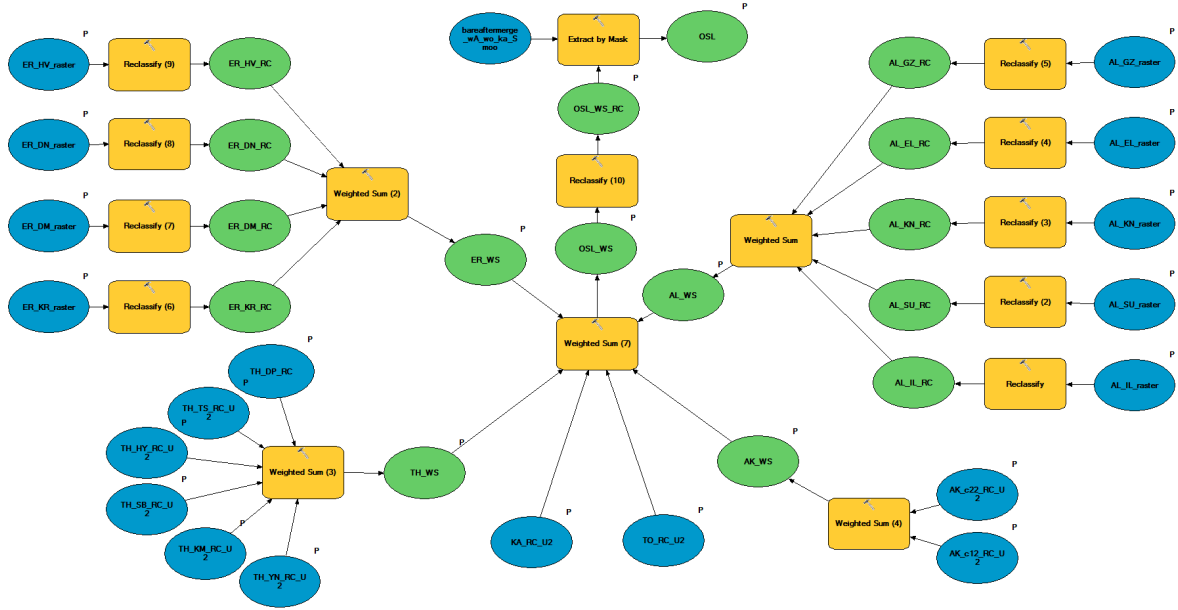 P
bareaftermerge
_wA_wo_ka_S
moo
Extract by Mask
P
OSL
P
ER_HV_raster
Reclassify (9)
ER_HV_RC
P
OSL_WS_RC
AL_GZ_RC
Reclassify (5)
P
AL_GZ_raster
P
ER_DN_raster
Reclassify (8)
ER_DN_RC
AL_EL_RC
Reclassify (4)
P
AL_EL_raster
Weighted Sum (2)
Reclassify (10)
P
ER_DM_raster
Reclassify (7)
ER_DM_RC
P
ER_WS
P
OSL_WS
Weighted Sum
AL_KN_RC
Reclassify (3)
P
AL_KN_raster
P
ER_KR_raster
Reclassify (6)
ER_KR_RC
P
AL_WS
AL_SU_RC
Reclassify (2)
P
AL_SU_raster
Weighted Sum (7)
P
TH_DP_RC
AL_IL_RC
Reclassify
P
AL_IL_raster
P
TH_TS_RC_U
2
P
TH_HY_RC_U
2
P
TH_SB_RC_U
2
P
TH_KM_RC_U
2
P
TH_YN_RC_U
2
Weighted Sum (3)
P
TH_WS
P
KA_RC_U2
P
TO_RC_U2
P
AK_WS
Weighted Sum (4)
P
AK_c22_RC_U
2
P
AK_c12_RC_U
2